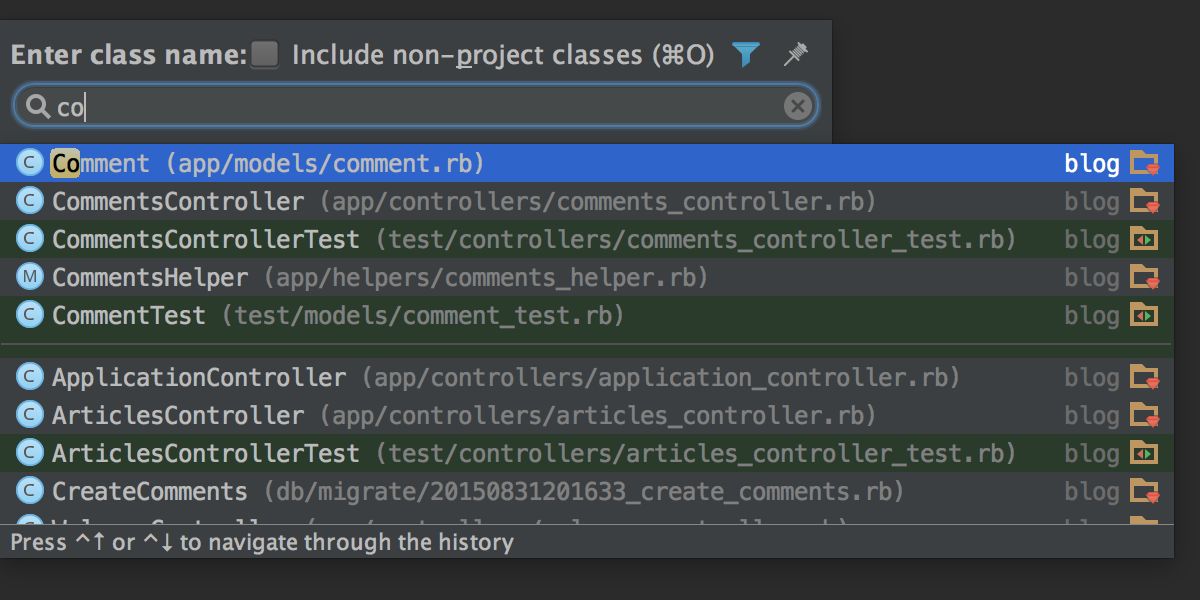 Enter class name: Include non-project classes (⌘O)
co
C Comment (app/models/comment.rb) blog
C CommentsController (app/controllers/comments_controller.rb) blog
C CommentsControllerTest (test/controllers/comments_controller_test.rb) blog
M CommentsHelper (app/helpers/comments_helper.rb) blog
C CommentTest (test/models/comment_test.rb) blog
C ApplicationController (app/controllers/application_controller.rb) blog
C ArticlesController (app/controllers/articles_controller.rb) blog
C ArticlesControllerTest (test/controllers/articles_controller_test.rb) blog
C CreateComments (db/migrate/20150831201633_create_comments.rb) blog
Press ^↑ or ^↓ to navigate through the history